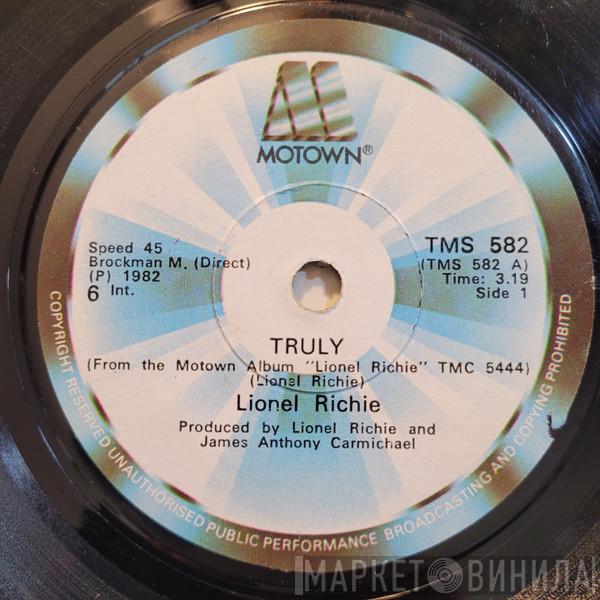 MOTOWN®
Speed 45
Brockman M. (Direct)
(P) 1982
6 Int.
TMS 582
(TMS 582 A)
Time: 3.19
Side 1
TRULY
(From the Motown Album "Lionel Richie" TMC 5444)
(Lionel Richie)
Lionel Richie
Produced by Lionel Richie and
James Anthony Carmichael
COPYRIGHT RESERVED UNAUTHORISED PUBLIC PERFORMANCE BROADCASTING AND COPYING PROHIBITED
МАРКЕТ ВИНИЛА